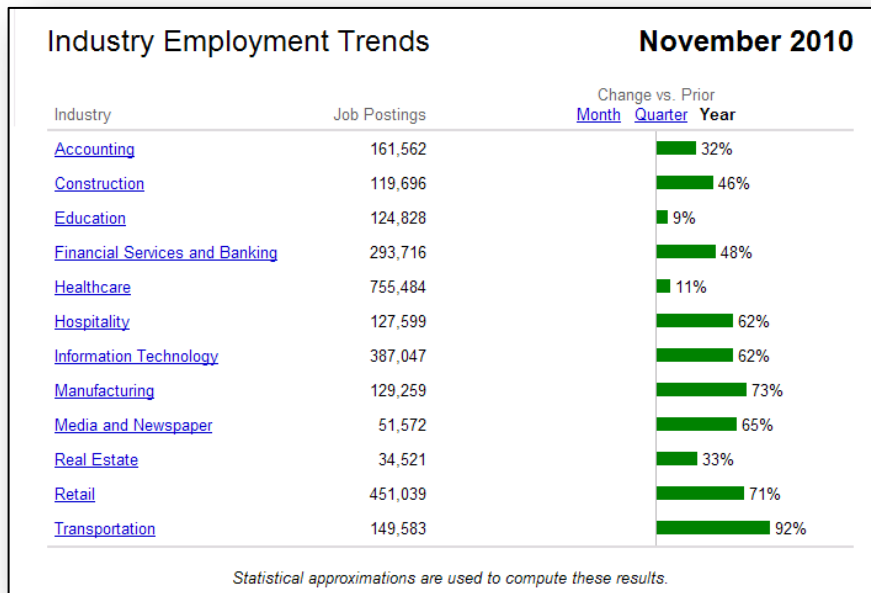 Industry Employment Trends November 2010
Change vs. Prior
Industry Job Postings Month Quarter Year
Accounting 161,562 32%
Construction 119,696 46%
Education 124,828 9%
Financial Services and Banking 293,716 48%
Healthcare 755,484 11%
Hospitality 127,599 62%
Information Technology 387,047 62%
Manufacturing 129,259 73%
Media and Newspaper 51,572 65%
Real Estate 34,521 33%
Retail 451,039 71%
Transportation 149,583 92%
Statistical approximations are used to compute these results.